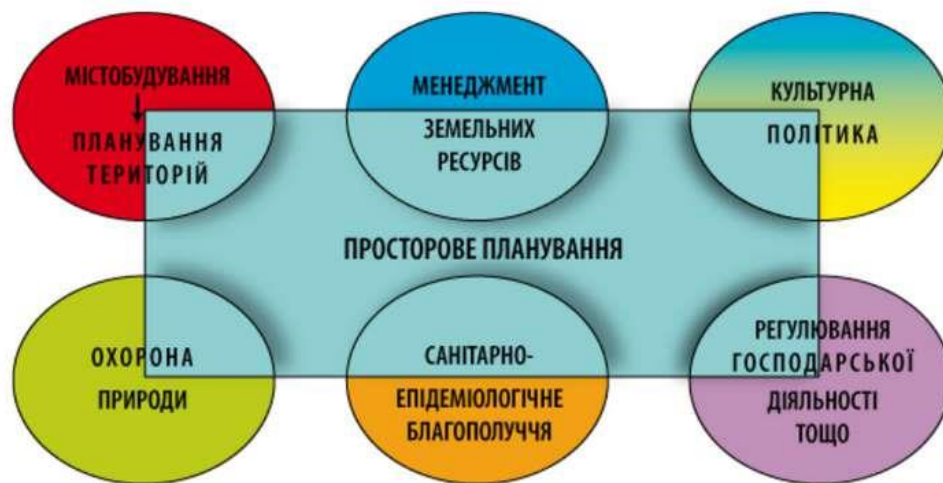 МІСТОБУДУВАННЯ
ПЛАНУВАННЯ
ТЕРИТОРІЙ
МЕНЕДЖМЕНТ
ЗЕМЕЛЬНИХ
РЕСУРСІВ
КУЛЬТУРНА
ПОЛІТИКА
ПРОСТОРОВЕ ПЛАНУВАННЯ
ОХОРОНА
ПРИРОДИ
САНІТАРНО-
ЕПІДЕМІОЛОГІЧНЕ
БЛАГОПОЛУЧЧЯ
РЕГУЛЮВАННЯ
ГОСПОДАРСЬКОЇ
ДІЯЛЬНОСТІ
ТОЩО